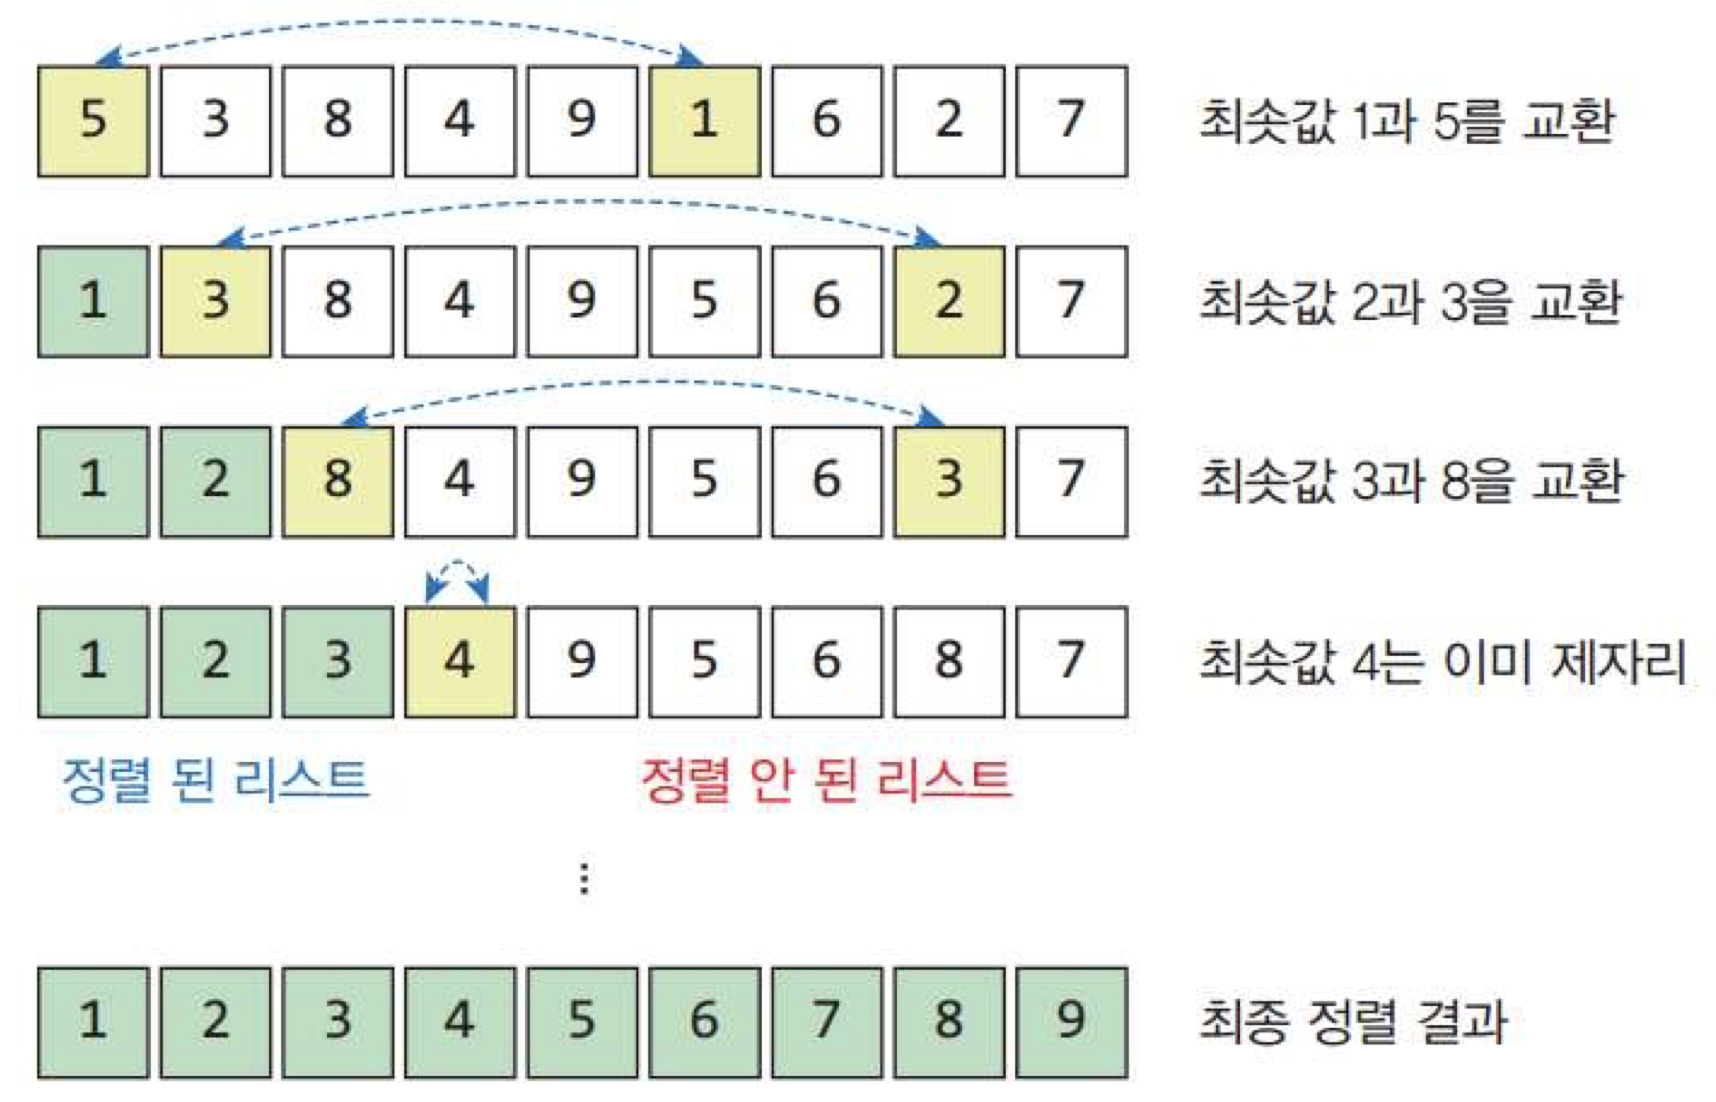 5 3 8 4 9 1 6 2 7 최솟값 1과 5를 교환
1 3 8 4 9 5 6 2 7 최솟값 2과 3을 교환
1 2 8 4 9 5 6 3 7 최솟값 3과 8을 교환
1 2 3 4 9 5 6 8 7 최솟값 4는 이미 제자리
정렬 된 리스트 정렬 안 된 리스트
⋮
1 2 3 4 5 6 7 8 9 최종 정렬 결과